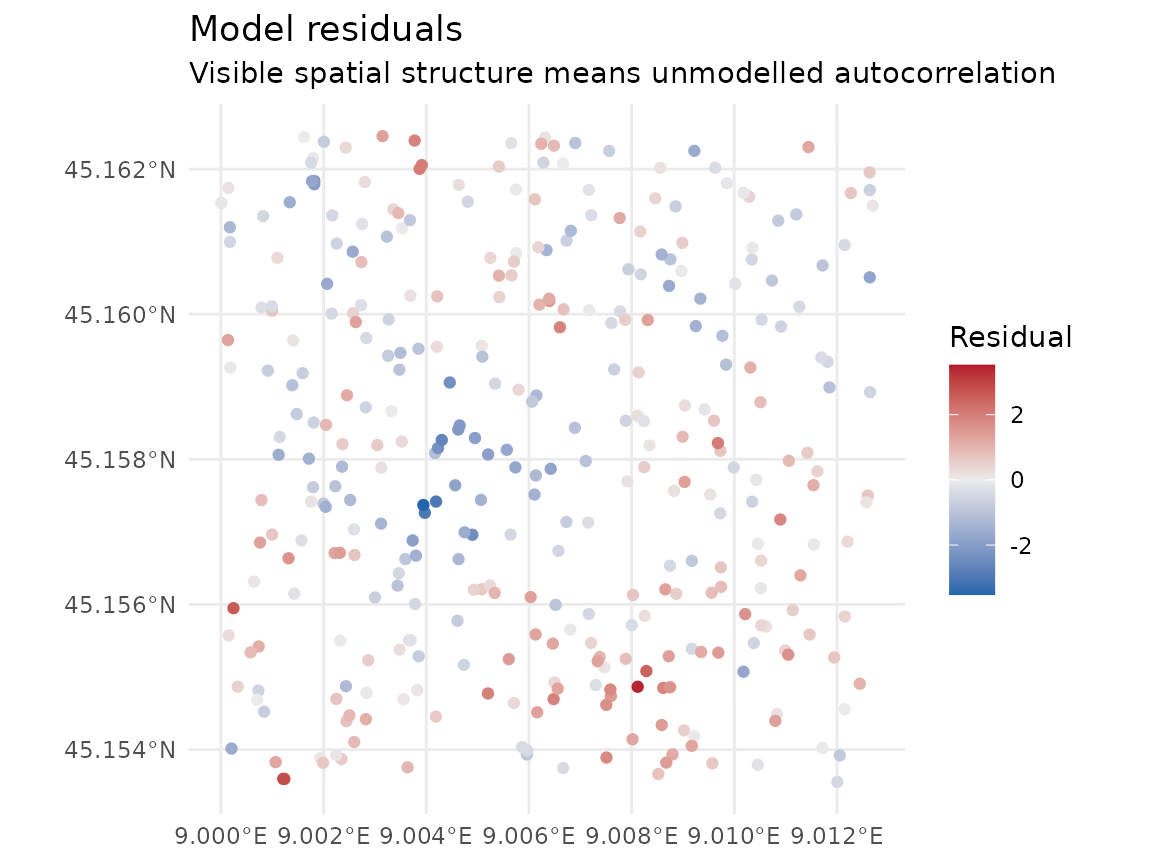 Model residuals
Visible spatial structure means unmodelled autocorrelation
45.162°N
45.160°N
45.158°N
45.156°N
45.154°N
9.000°E 9.002°E 9.004°E 9.006°E 9.008°E 9.010°E 9.012°E
Residual
2
0
-2